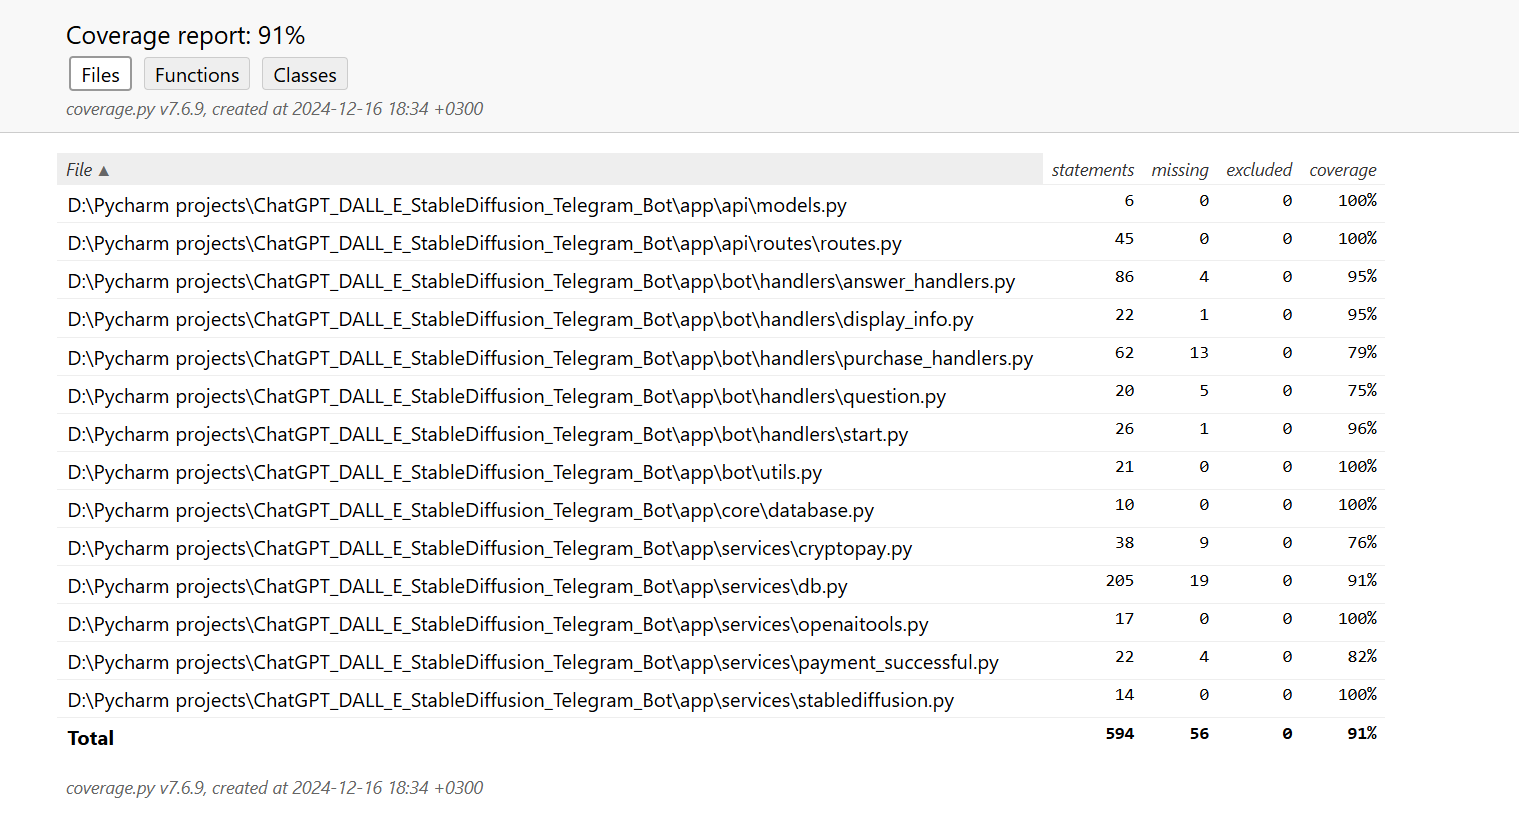 Coverage report: 91%
Files Functions Classes
coverage.py v7.6.9, created at 2024-12-16 18:34 +0300
File ▲ statements missing excluded coverage
D:\Pycharm projects\ChatGPT_DALL_E_StableDiffusion_Telegram_Bot\app\api\models.py 6 0 0 100%
D:\Pycharm projects\ChatGPT_DALL_E_StableDiffusion_Telegram_Bot\app\api\routes\routes.py 45 0 0 100%
D:\Pycharm projects\ChatGPT_DALL_E_StableDiffusion_Telegram_Bot\app\bot\handlers\answer_handlers.py 86 4 0 95%
D:\Pycharm projects\ChatGPT_DALL_E_StableDiffusion_Telegram_Bot\app\bot\handlers\display_info.py 22 1 0 95%
D:\Pycharm projects\ChatGPT_DALL_E_StableDiffusion_Telegram_Bot\app\bot\handlers\purchase_handlers.py 62 13 0 79%
D:\Pycharm projects\ChatGPT_DALL_E_StableDiffusion_Telegram_Bot\app\bot\handlers\question.py 20 5 0 75%
D:\Pycharm projects\ChatGPT_DALL_E_StableDiffusion_Telegram_Bot\app\bot\handlers\start.py 26 1 0 96%
D:\Pycharm projects\ChatGPT_DALL_E_StableDiffusion_Telegram_Bot\app\bot\utils.py 21 0 0 100%
D:\Pycharm projects\ChatGPT_DALL_E_StableDiffusion_Telegram_Bot\app\core\database.py 10 0 0 100%
D:\Pycharm projects\ChatGPT_DALL_E_StableDiffusion_Telegram_Bot\app\services\cryptopay.py 38 9 0 76%
D:\Pycharm projects\ChatGPT_DALL_E_StableDiffusion_Telegram_Bot\app\services\db.py 205 19 0 91%
D:\Pycharm projects\ChatGPT_DALL_E_StableDiffusion_Telegram_Bot\app\services\openaitools.py 17 0 0 100%
D:\Pycharm projects\ChatGPT_DALL_E_StableDiffusion_Telegram_Bot\app\services\payment_successful.py 22 4 0 82%
D:\Pycharm projects\ChatGPT_DALL_E_StableDiffusion_Telegram_Bot\app\services\stablediffusion.py 14 0 0 100%
Total 594 56 0 91%
coverage.py v7.6.9, created at 2024-12-16 18:34 +0300